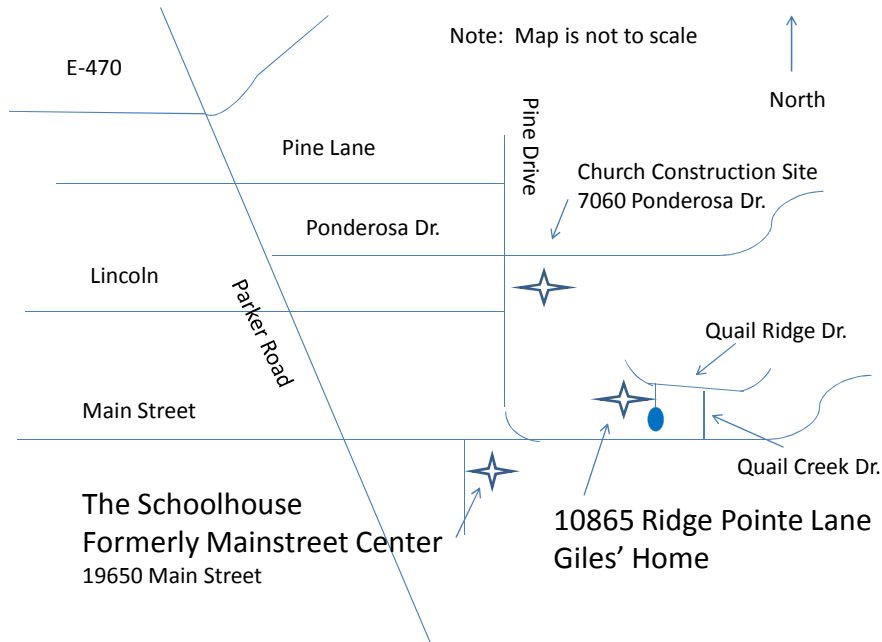 Note: Map is not to scale
E-470
North
Pine Drive
Pine Lane
Church Construction Site
7060 Ponderosa Dr.
Ponderosa Dr.
Lincoln
Parker Road
Quail Ridge Dr.
Main Street
Quail Creek Dr.
The Schoolhouse
Formerly Mainstreet Center
19650 Main Street
10865 Ridge Pointe Lane
Giles’ Home